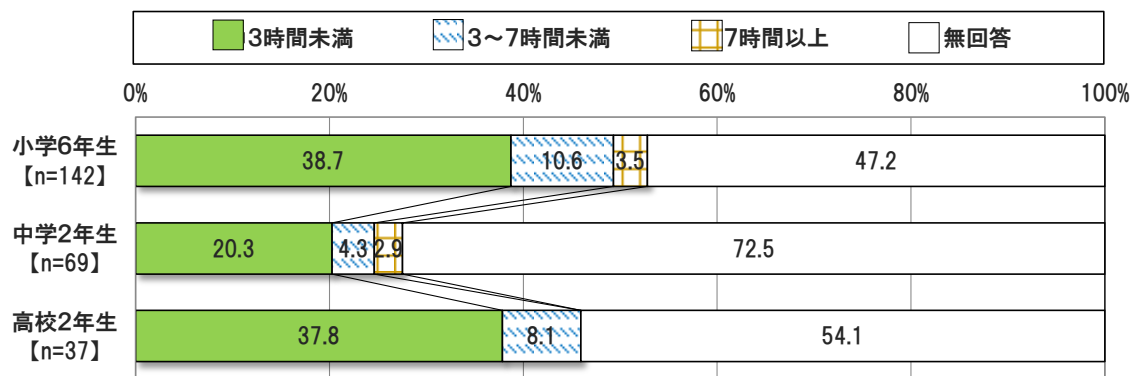 3時間未満 3～7時間未満 7時間以上 無回答
0% 20% 40% 60% 80% 100%
小学6年生
【n=142】
38.7 10.6 3.5 47.2
中学2年生
【n=69】
20.3 4.3 2.9 72.5
高校2年生
【n=37】
37.8 8.1 54.1